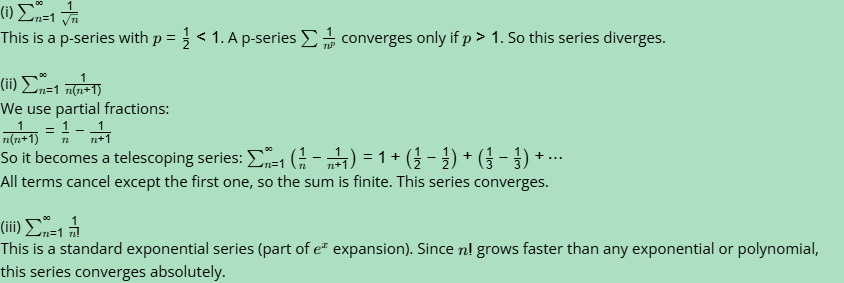 (i) ∑_{n=1}^{∞} 1/√n
This is a p-series with p = 1/2 < 1. A p-series ∑ 1/n^p converges only if p > 1. So this series diverges.
(ii) ∑_{n=1}^{∞} 1/n(n+1)
We use partial fractions:
1/n(n+1) = 1/n − 1/n+1
So it becomes a telescoping series: ∑_{n=1}^{∞} (1/n − 1/n+1) = 1 + (1/2 − 1/2) + (1/3 − 1/3) + ⋯
All terms cancel except the first one, so the sum is finite. This series converges.
(iii) ∑_{n=1}^{∞} 1/n!
This is a standard exponential series (part of e^x expansion). Since n! grows faster than any exponential or polynomial,
this series converges absolutely.